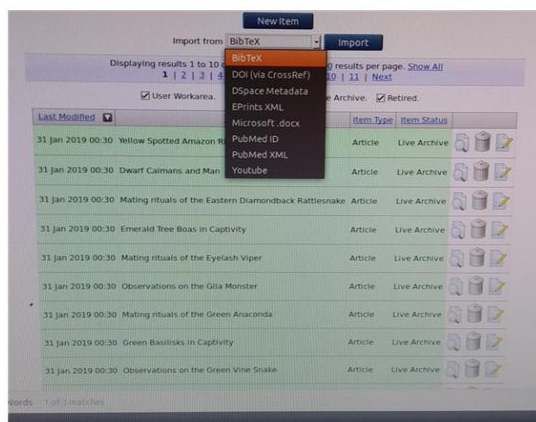 New Item
Import from BibTeX Import
BibTeX
DOI (via CrossRef)
DSpace Metadata
EPrints XML
Microsoft .docx
PubMed ID
PubMed XML
Youtube
Displaying results 1 to 10 results per page. Show All
1 | 2 | 3 | 4 10 | 11 | Next
User Workarea. Archive. Retired.
Last Modified Item Type Item Status
31 Jan 2019 00:30 Yellow Spotted Amazon Article Live Archive
31 Jan 2019 00:30 Dwarf Caimans and Man Article Live Archive
31 Jan 2019 00:30 Mating rituals of the Eastern Diamondback Rattlesnake Article Live Archive
31 Jan 2019 00:30 Emerald Tree Boas in Captivity Article Live Archive
31 Jan 2019 00:30 Mating rituals of the Eyelash Viper Article Live Archive
31 Jan 2019 00:30 Observations on the Gila Monster Article Live Archive
31 Jan 2019 00:30 Mating rituals of the Green Anaconda Article Live Archive
31 Jan 2019 00:30 Green Basilisks in Captivity Article Live Archive
31 Jan 2019 00:30 Observations on the Green Vine Snake Article Live Archive
1 of 1 matches